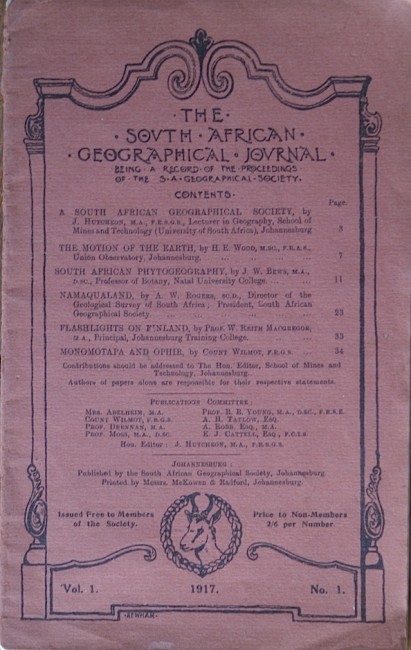 · THE ·
· SOVTH · AFRICAN ·
· GEOGRAPHICAL · JOVRNAL ·
BEING · A · RECORD · OF · THE · PROCEEDINGS
OF · THE · S · A · GEOGRAPHICAL · SOCIETY.
· CONTENTS ·
Page.
A SOUTH AFRICAN GEOGRAPHICAL SOCIETY, by
J. HUTCHEON, M.A., F.R.S.G.S., Lecturer in Geography, School of
Mines and Technology (University of South Africa), Johannesburg 3
THE MOTION OF THE EARTH, by H. E. WOOD, M.SC., F.R.A.S.,
Union Observatory, Johannesburg. ... ... 7
SOUTH AFRICAN PHYTOGEOGRAPHY, by J. W. BEWS, M.A.,
D.SC., Professor of Botany, Natal University College. ... 11
NAMAQUALAND, by A. W. ROGERS, SC.D., Director of the
Geological Survey of South Africa; President, South African
Geographical Society. ... 23
FLASHLIGHTS ON FINLAND, by PROF. W. REITH MACGREGOR,
M.A., Principal, Johannesburg Training College. ... 33
MONOMOTAPA AND OPHIR, by COUNT WILMOT, F.R.G.S. ... 34
Contributions should be addressed to The Hon. Editor, School of Mines and
Technology, Johannesburg.
Authors of papers alone are responsible for their respective statements.
PUBLICATION COMMITTEE :
MRS. ABELHEIM, M.A. PROF. R. B. YOUNG, M.A., D.SC., F.R.S.E.
COUNT WILMOT, F.R.G.S. A. H. TATLOW, ESQ.
PROF. DRENNAN, M.A. A. ROBB, ESQ., M.A.
PROF. MOSS, M.A., D.SC. E. J. CATTELL, ESQ., F.C.I.S
HON. EDITOR : J. HUTCHEON, M.A., F.R.S.G.S.
JOHANNESBURG :
Published by the South African Geographical Society, Johannesburg.
Printed by Messrs. McKowen & Radford, Johannesburg.
Issued Free to Members
of the Society.
Price to Non-Members
2/6 per Number.
Vol. 1. 1917. No. 1.